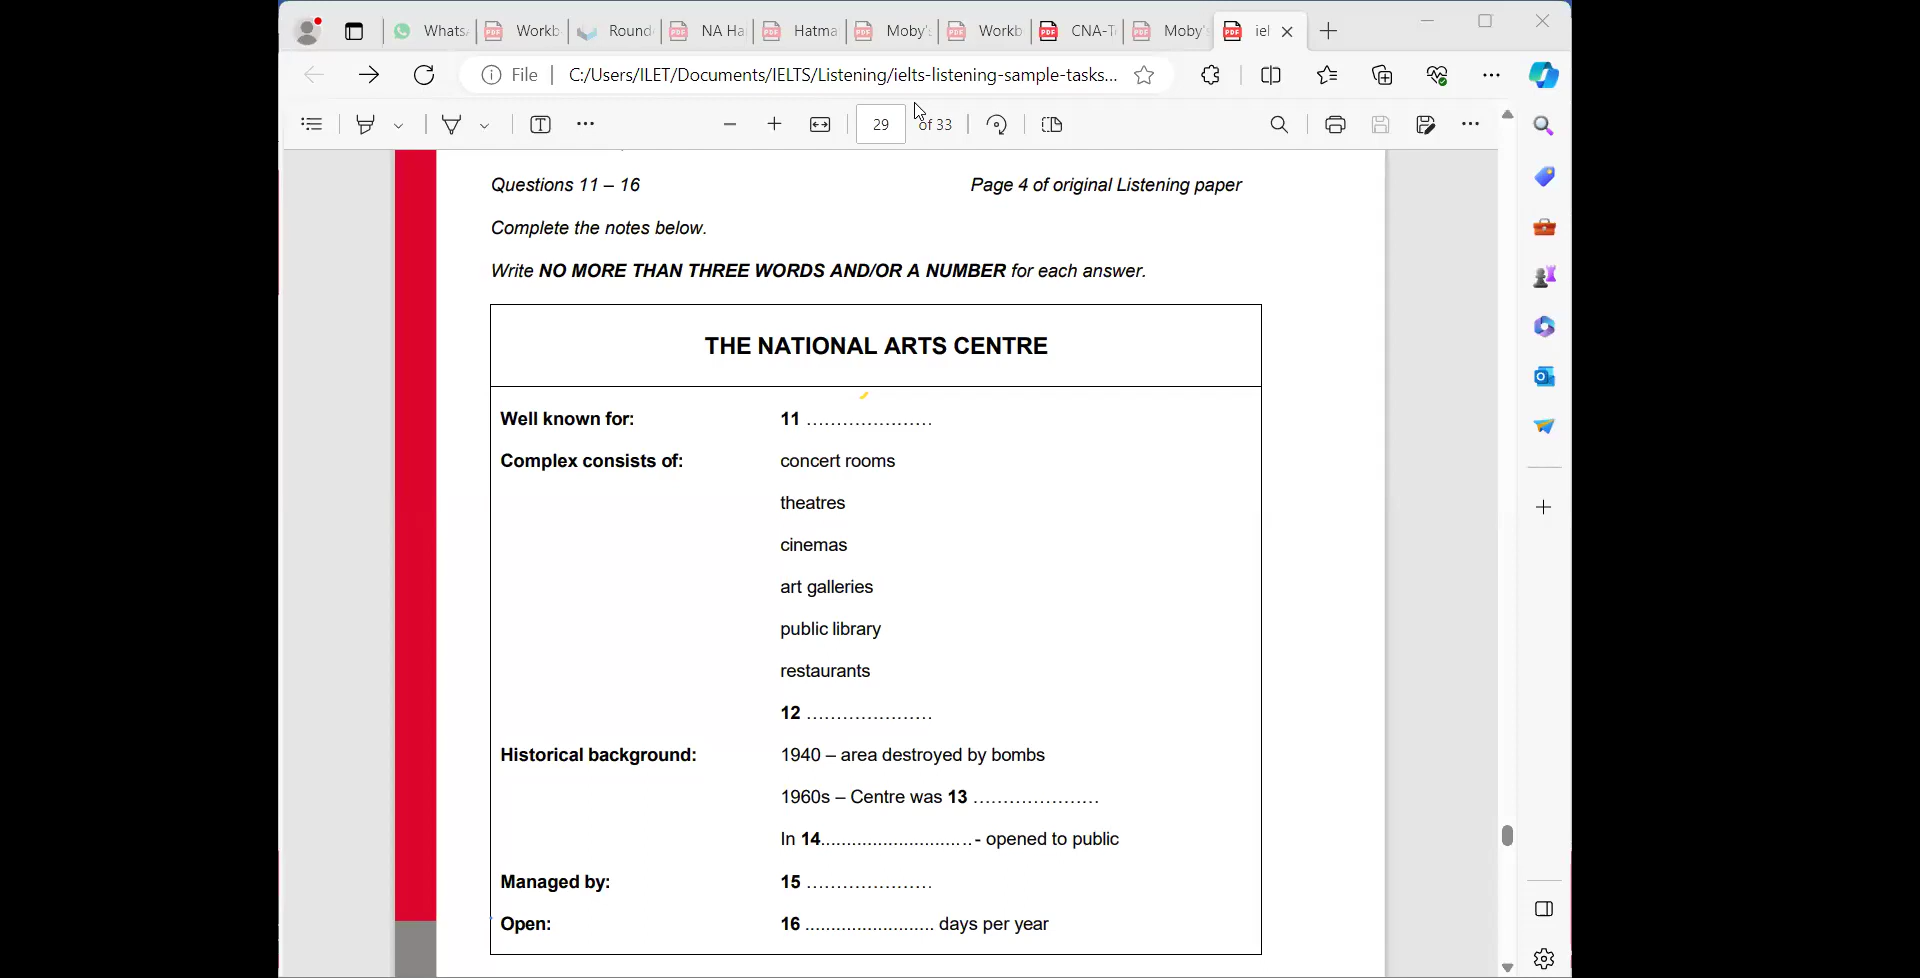 Whats
Workb
Round
NA Ha
Hatma
Moby'
Workb
CNA-T
Moby'
iel
File
C:/Users/ILET/Documents/IELTS/Listening/ielts-listening-sample-tasks...
29 of 33
Questions 11 – 16 Page 4 of original Listening paper
Complete the notes below.
Write NO MORE THAN THREE WORDS AND/OR A NUMBER for each answer.
THE NATIONAL ARTS CENTRE
Well known for: 11 .....................
Complex consists of: concert rooms
theatres
cinemas
art galleries
public library
restaurants
12 .....................
Historical background: 1940 – area destroyed by bombs
1960s – Centre was 13 .....................
In 14............................. - opened to public
Managed by: 15 .....................
Open: 16 ......................... days per year